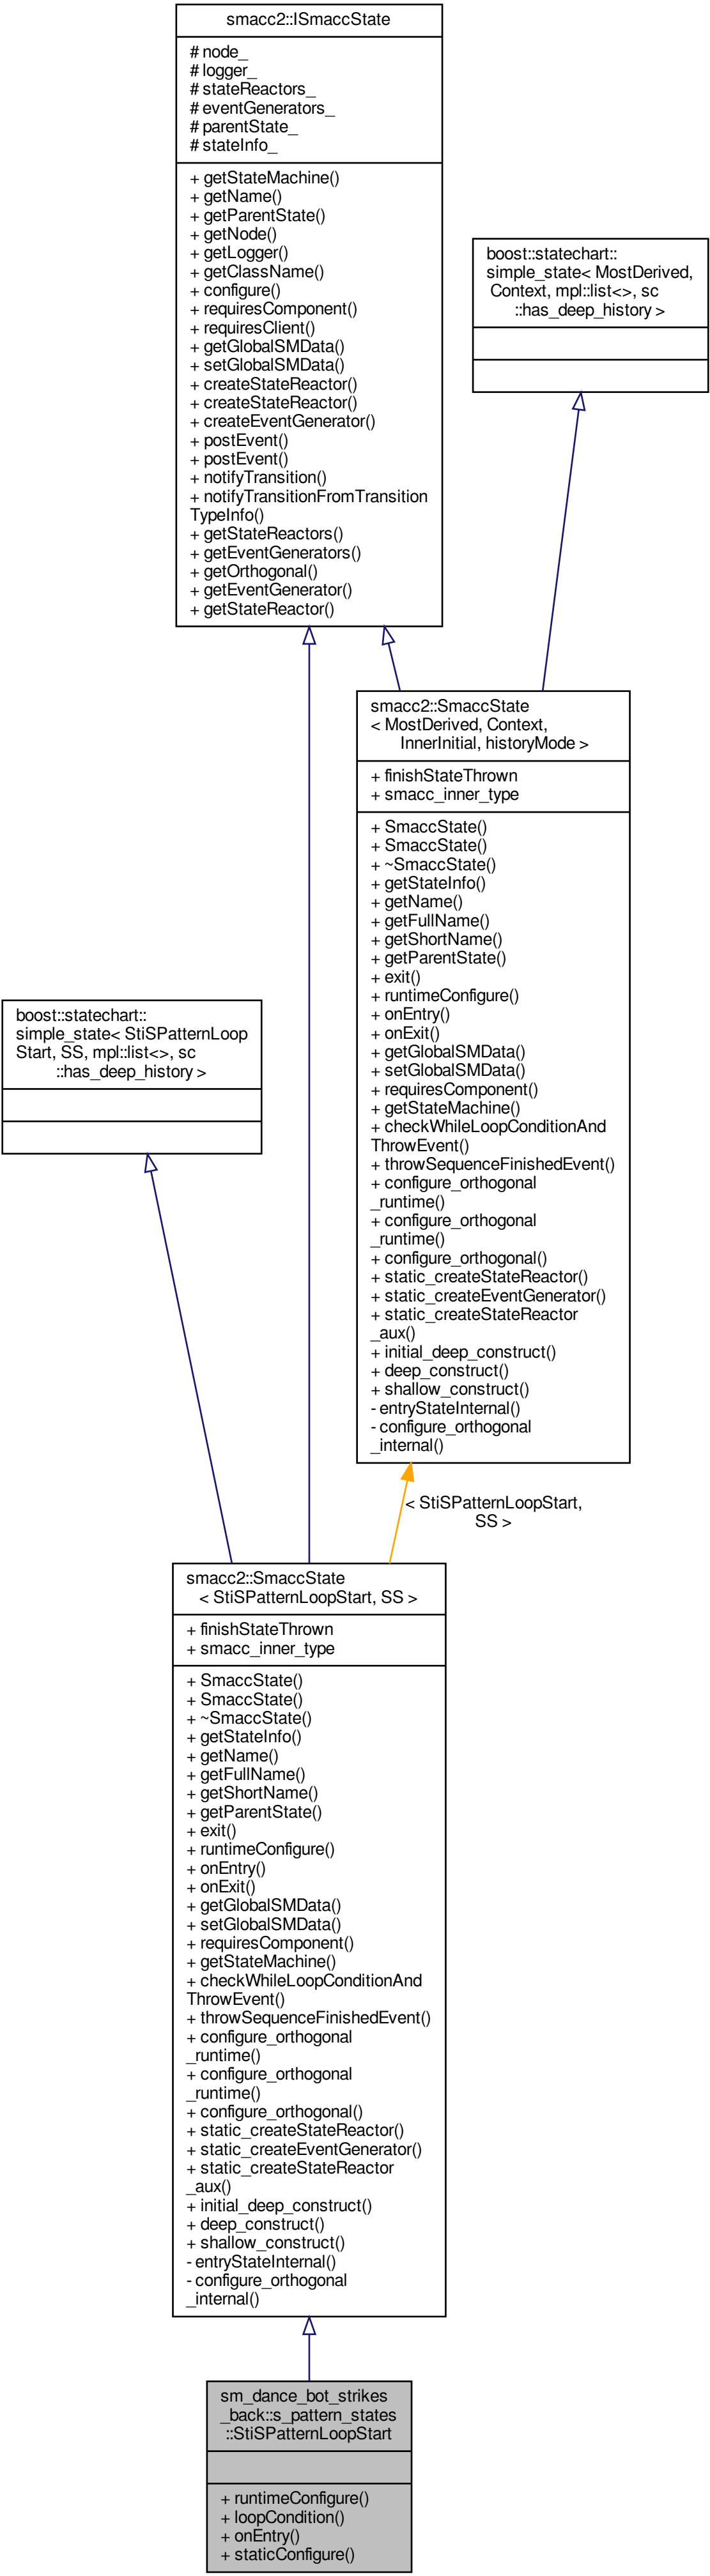 smacc2::ISmaccState
# node_
# logger_
# stateReactors_
# eventGenerators_
# parentState_
# stateInfo_
+ getStateMachine()
+ getName()
+ getParentState()
+ getNode()
+ getLogger()
+ getClassName()
+ configure()
+ requiresComponent()
+ requiresClient()
+ getGlobalSMData()
+ setGlobalSMData()
+ createStateReactor()
+ createStateReactor()
+ createEventGenerator()
+ postEvent()
+ postEvent()
+ notifyTransition()
+ notifyTransitionFromTransition
TypeInfo()
+ getStateReactors()
+ getEventGenerators()
+ getOrthogonal()
+ getEventGenerator()
+ getStateReactor()
boost::statechart::
simple_state< MostDerived,
Context, mpl::list<>, sc
::has_deep_history >
smacc2::SmaccState
< MostDerived, Context,
InnerInitial, historyMode >
+ finishStateThrown
+ smacc_inner_type
+ SmaccState()
+ SmaccState()
+ ~SmaccState()
+ getStateInfo()
+ getName()
+ getFullName()
+ getShortName()
+ getParentState()
+ exit()
+ runtimeConfigure()
+ onEntry()
+ onExit()
+ getGlobalSMData()
+ setGlobalSMData()
+ requiresComponent()
+ getStateMachine()
+ checkWhileLoopConditionAnd
ThrowEvent()
+ throwSequenceFinishedEvent()
+ configure_orthogonal
_runtime()
+ configure_orthogonal
_runtime()
+ configure_orthogonal()
+ static_createStateReactor()
+ static_createEventGenerator()
+ static_createStateReactor
_aux()
+ initial_deep_construct()
+ deep_construct()
+ shallow_construct()
- entryStateInternal()
- configure_orthogonal
_internal()
boost::statechart::
simple_state< StiSPatternLoop
Start, SS, mpl::list<>, sc
::has_deep_history >
< StiSPatternLoopStart,
SS >
smacc2::SmaccState
< StiSPatternLoopStart, SS >
+ finishStateThrown
+ smacc_inner_type
+ SmaccState()
+ SmaccState()
+ ~SmaccState()
+ getStateInfo()
+ getName()
+ getFullName()
+ getShortName()
+ getParentState()
+ exit()
+ runtimeConfigure()
+ onEntry()
+ onExit()
+ getGlobalSMData()
+ setGlobalSMData()
+ requiresComponent()
+ getStateMachine()
+ checkWhileLoopConditionAnd
ThrowEvent()
+ throwSequenceFinishedEvent()
+ configure_orthogonal
_runtime()
+ configure_orthogonal
_runtime()
+ configure_orthogonal()
+ static_createStateReactor()
+ static_createEventGenerator()
+ static_createStateReactor
_aux()
+ initial_deep_construct()
+ deep_construct()
+ shallow_construct()
- entryStateInternal()
- configure_orthogonal
_internal()
sm_dance_bot_strikes
_back::s_pattern_states
::StiSPatternLoopStart
+ runtimeConfigure()
+ loopCondition()
+ onEntry()
+ staticConfigure()